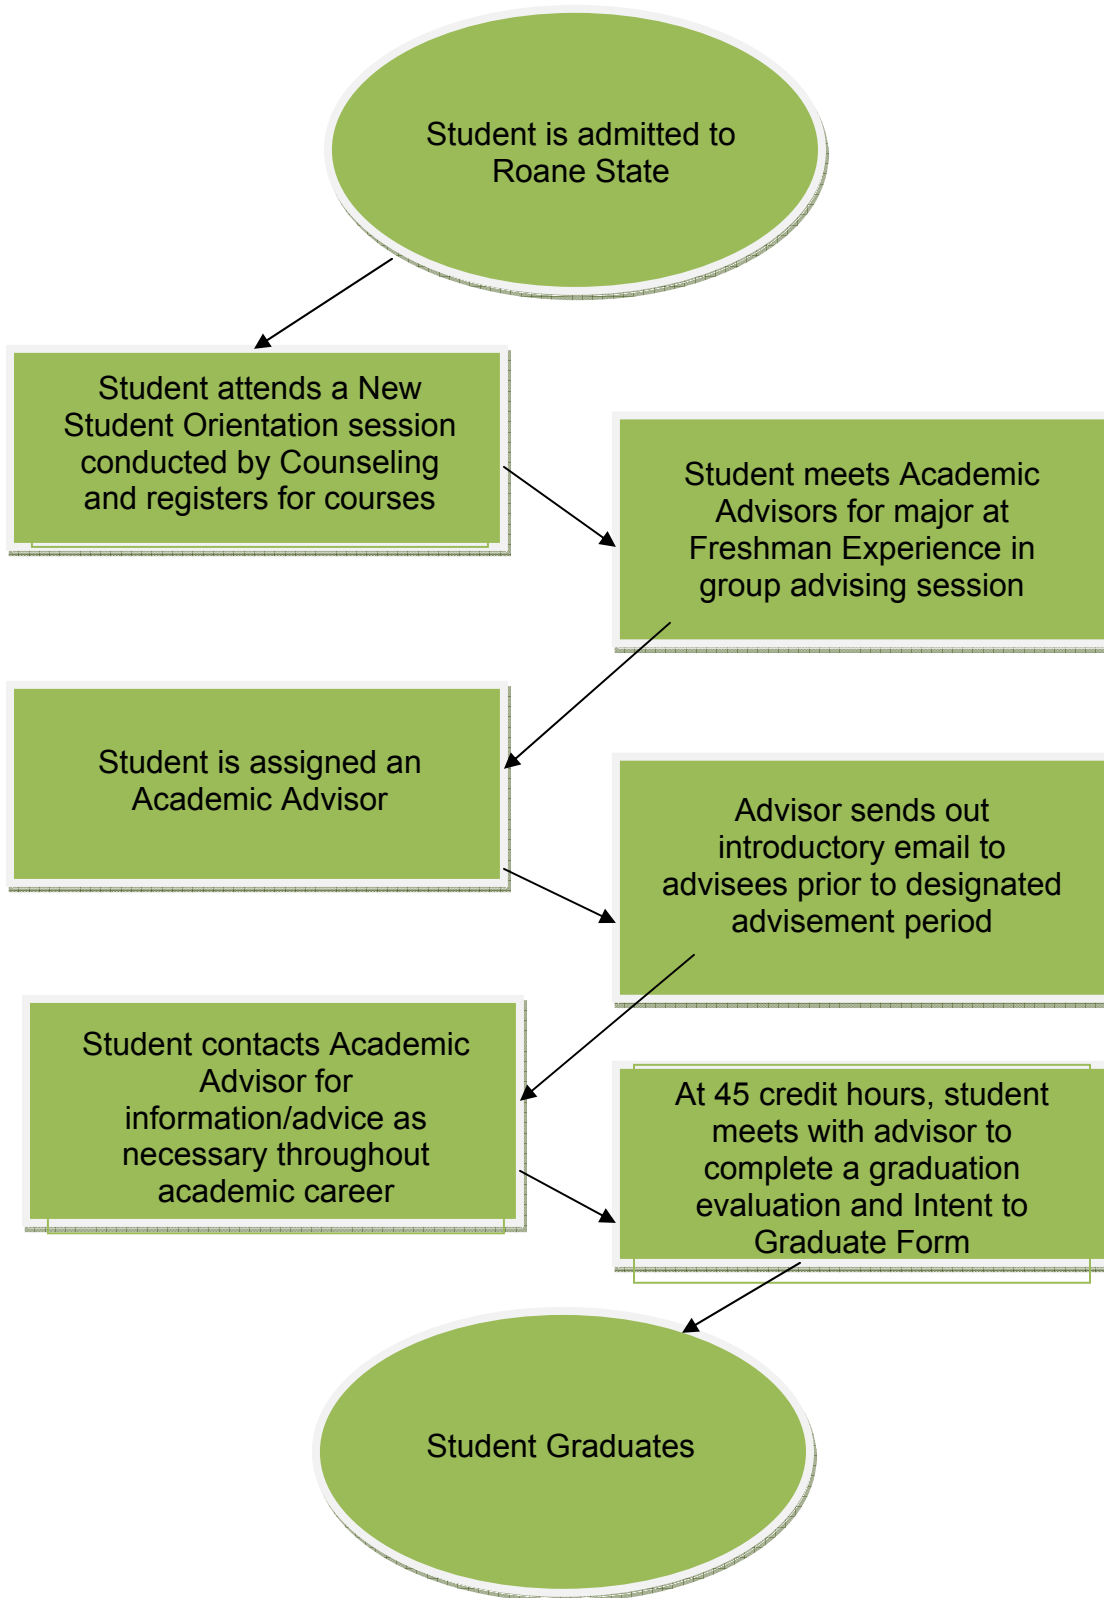 Student is admitted to
Roane State
Student attends a New
Student Orientation session
conducted by Counseling
and registers for courses
Student meets Academic
Advisors for major at
Freshman Experience in
group advising session
Student is assigned an
Academic Advisor
Advisor sends out
introductory email to
advisees prior to designated
advisement period
Student contacts Academic
Advisor for
information/advice as
necessary throughout
academic career
At 45 credit hours, student
meets with advisor to
complete a graduation
evaluation and Intent to
Graduate Form
Student Graduates